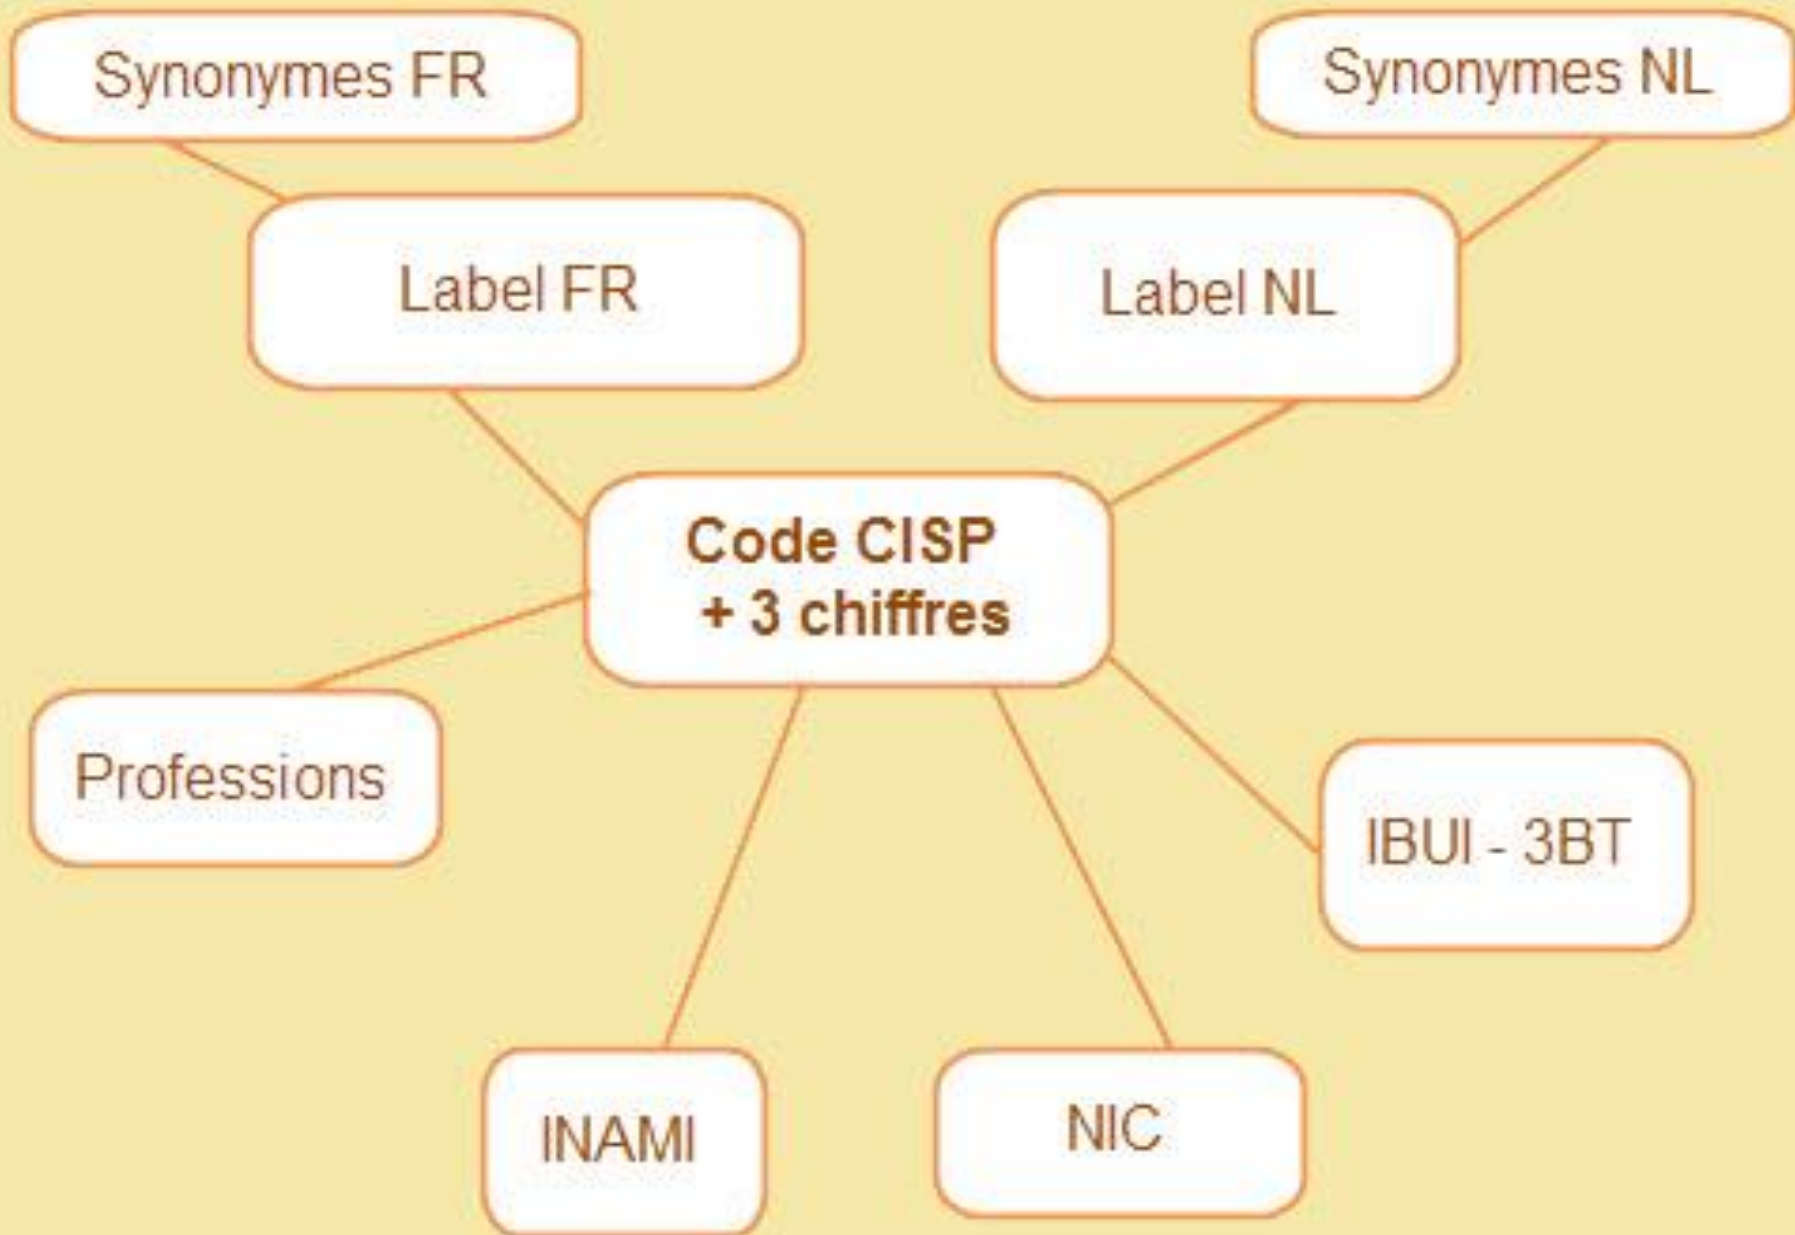 Synonymes FR
Synonymes NL
Label FR
Label NL
Code CISP
+ 3 chiffres
Professions
IBUI - 3BT
INAMI
NIC